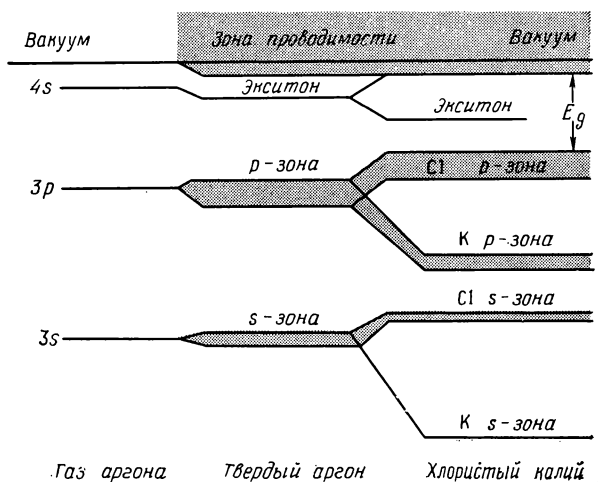 Вакуум Зона проводимости Вакуум
4s Экситон
Экситон
E g
3p p-зона Cl p-зона
K p-зона
Cl s-зона
3s s-зона
K s-зона
Газ аргона Твердый аргон Хлористый калий